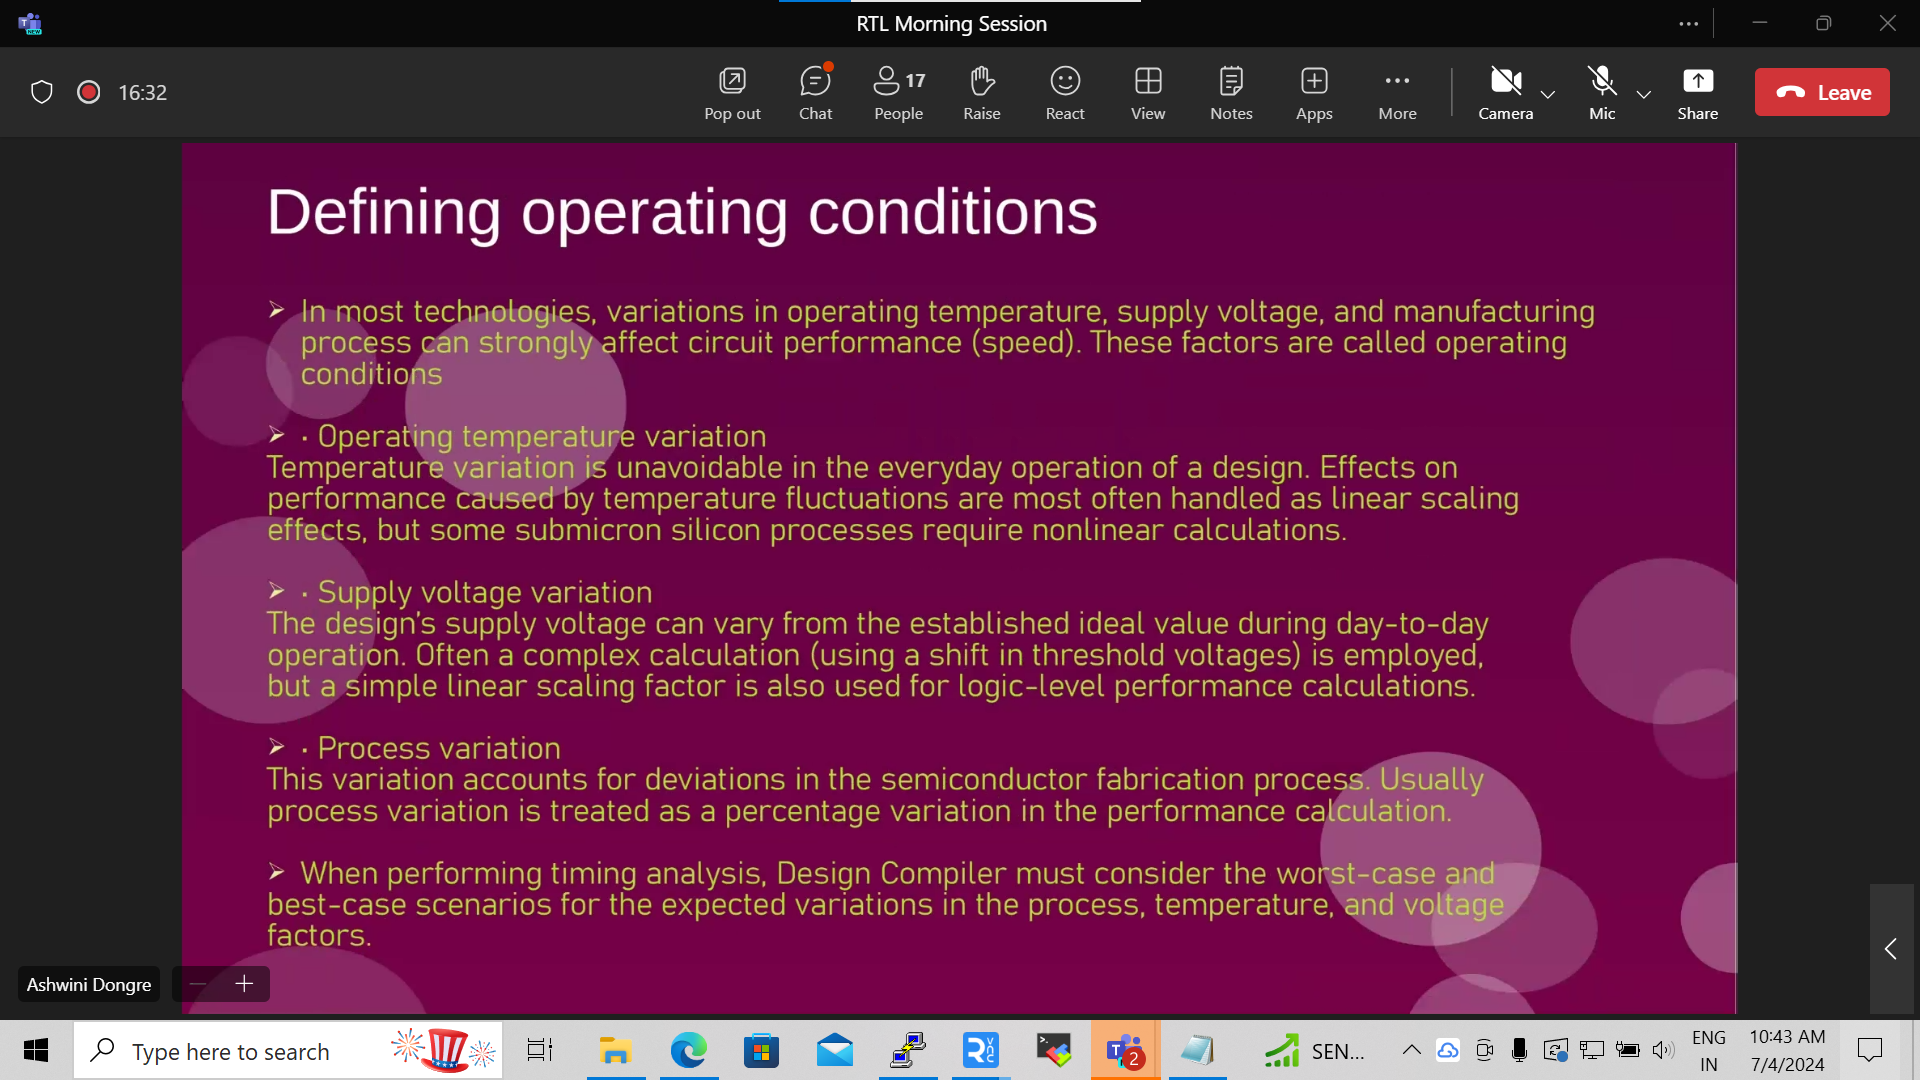 RTL Morning Session
16:32
Pop out
Chat
17
People
Raise
React
View
Notes
Apps
More
Camera
Mic
Share
Leave
Defining operating conditions
In most technologies, variations in operating temperature, supply voltage, and manufacturing
process can strongly affect circuit performance (speed). These factors are called operating
conditions
· Operating temperature variation
Temperature variation is unavoidable in the everyday operation of a design. Effects on
performance caused by temperature fluctuations are most often handled as linear scaling
effects, but some submicron silicon processes require nonlinear calculations.
· Supply voltage variation
The design's supply voltage can vary from the established ideal value during day-to-day
operation. Often a complex calculation (using a shift in threshold voltages) is employed,
but a simple linear scaling factor is also used for logic-level performance calculations.
· Process variation
This variation accounts for deviations in the semiconductor fabrication process. Usually
process variation is treated as a percentage variation in the performance calculation.
When performing timing analysis, Design Compiler must consider the worst-case and
best-case scenarios for the expected variations in the process, temperature, and voltage
factors.
Ashwini Dongre
Type here to search
2
SEN...
ENG
IN
10:43 AM
7/4/2024